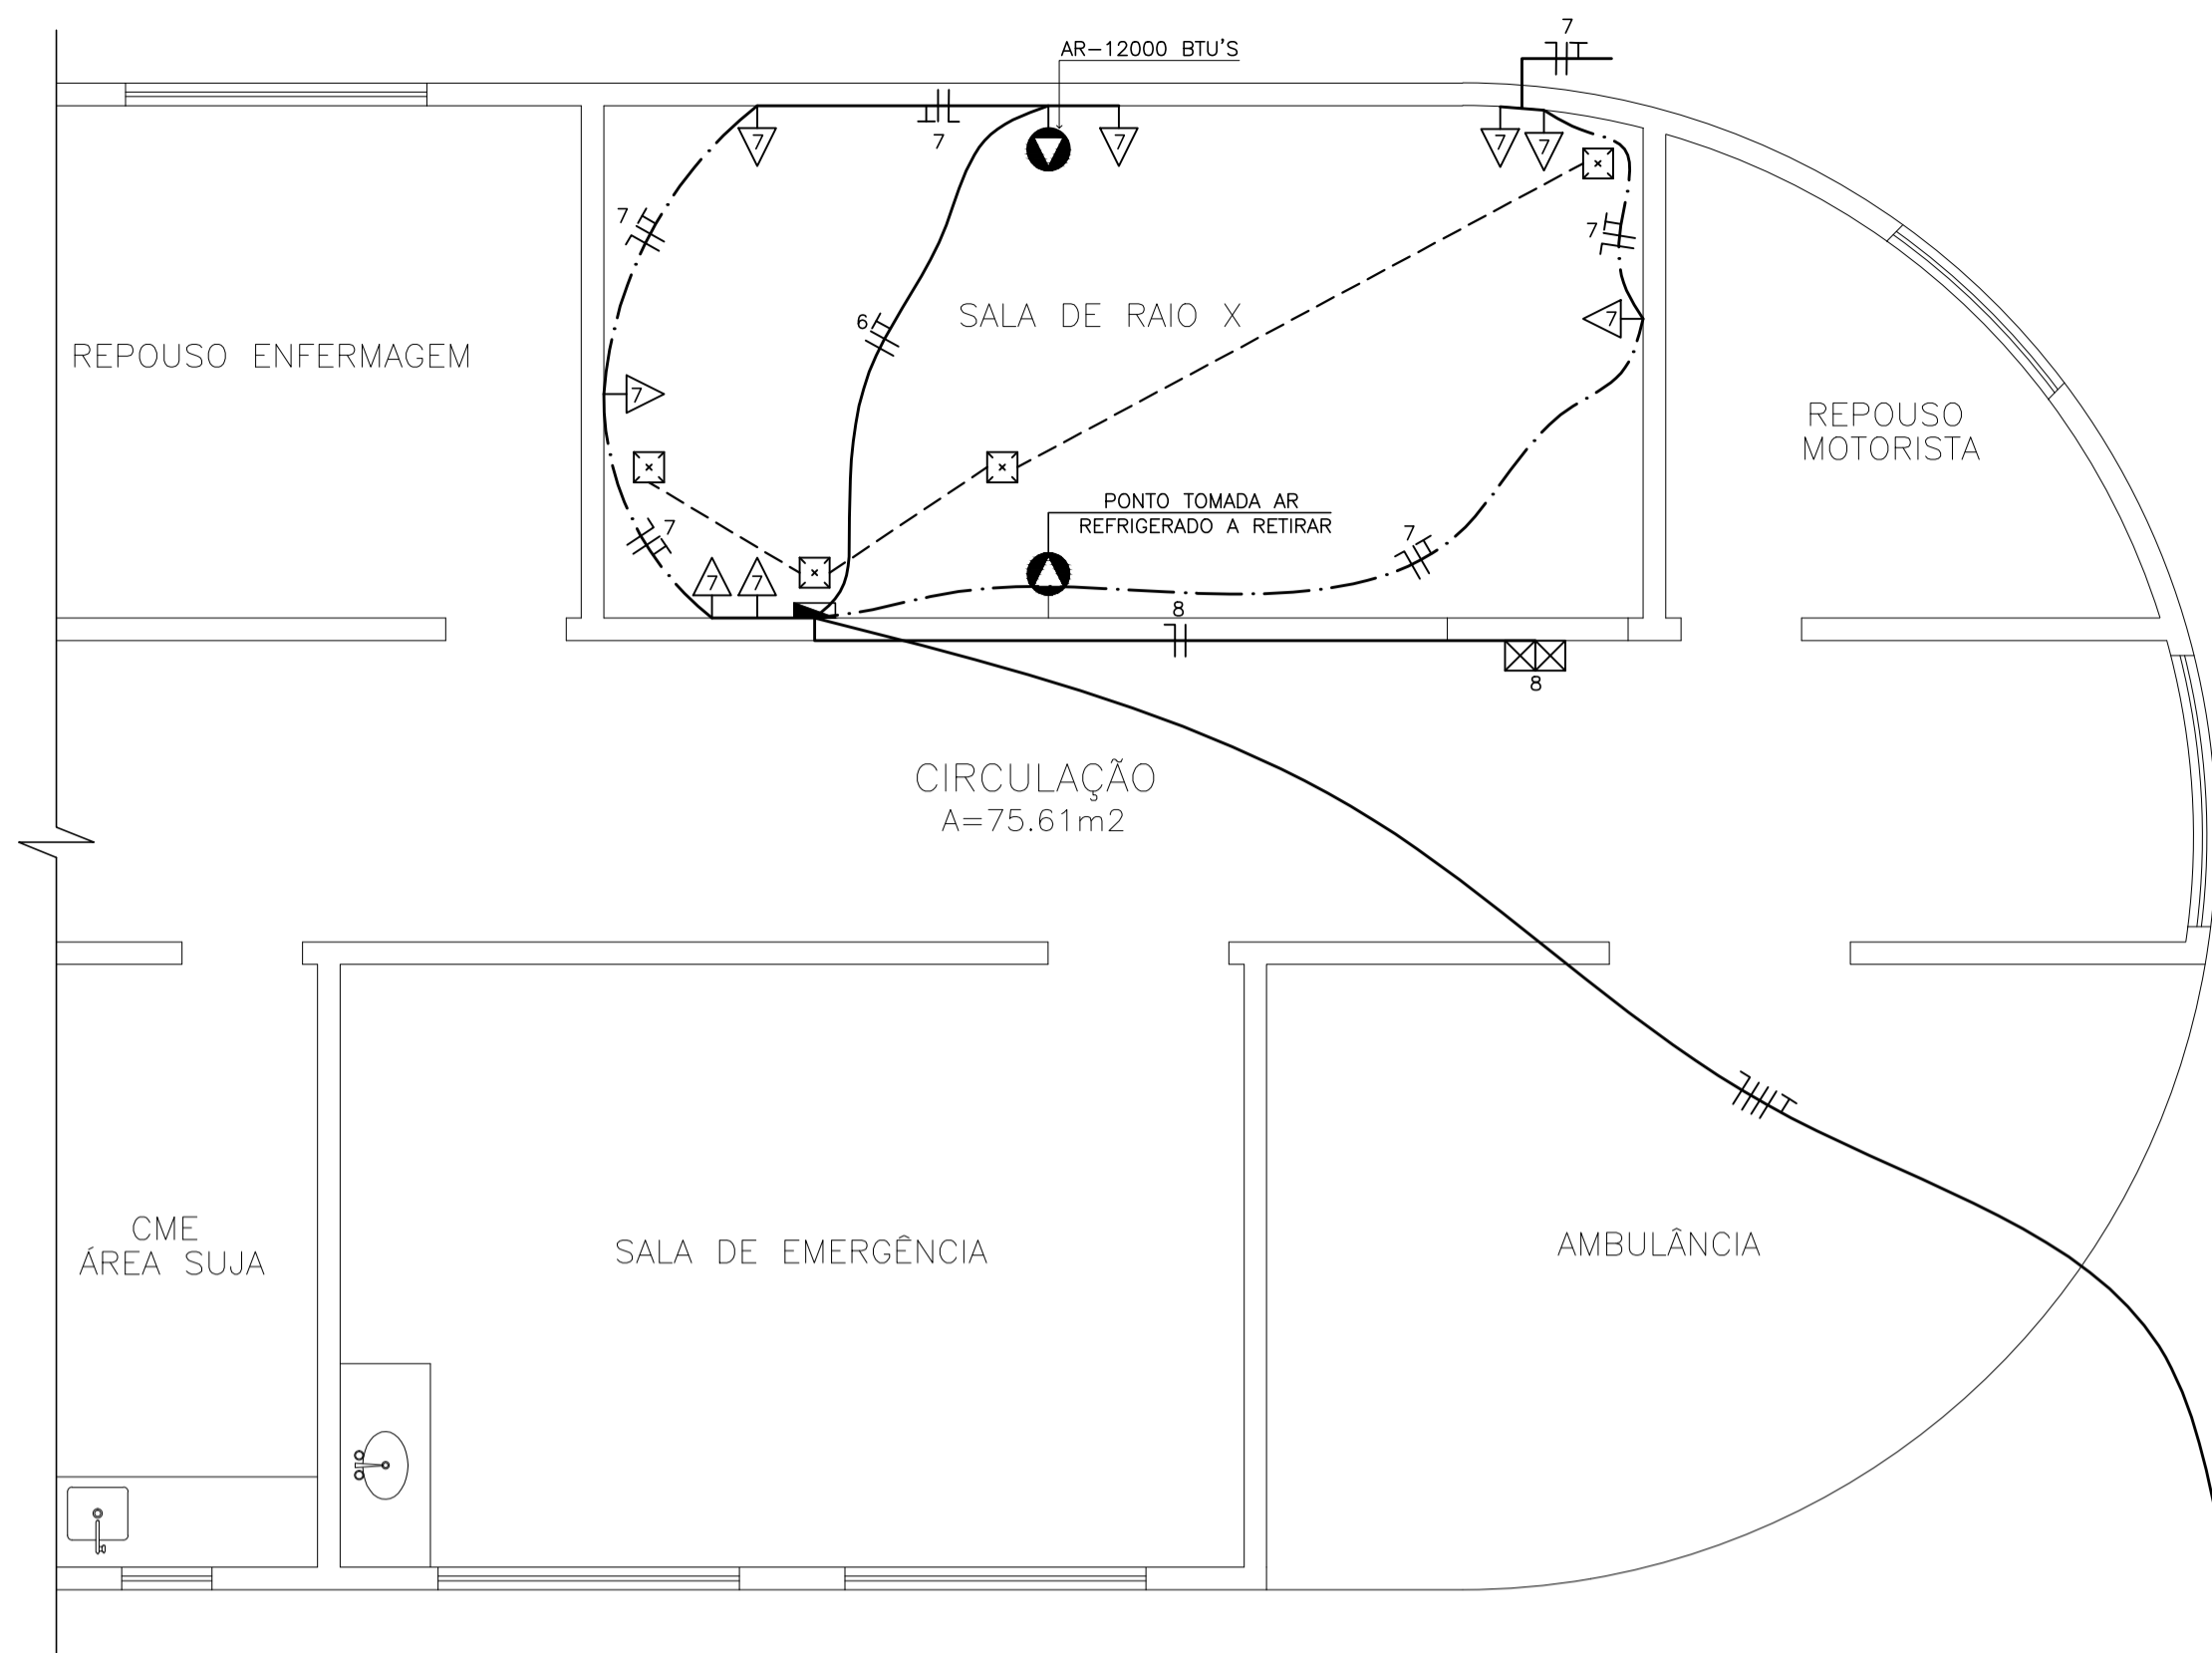 7
AR-12000 BTU'S
7
7
7
7
7
7
7
7
6
SALA DE RAIO X
7
REPOUSO ENFERMAGEM
7
REPOUSO
MOTORISTA
PONTO TOMADA AR
REFRIGERADO A RETIRAR
7
7
7
7
8
8
CIRCULAÇÃO
A=75.61m2
CME
ÁREA SUJA
SALA DE EMERGÊNCIA
AMBULÂNCIA